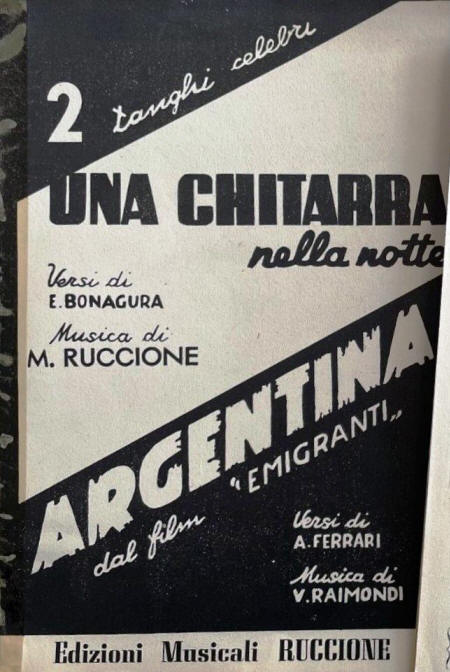 2 tanghi celebri
UNA CHITARRA
nella notte
Versi di
E. BONAGURA
Musica di
M. RUCCIONE
ARGENTINA
dal film "EMIGRANTI„
Versi di
A. FERRARI
Musica di
V. RAIMONDI
Edizioni Musicali RUCCIONE